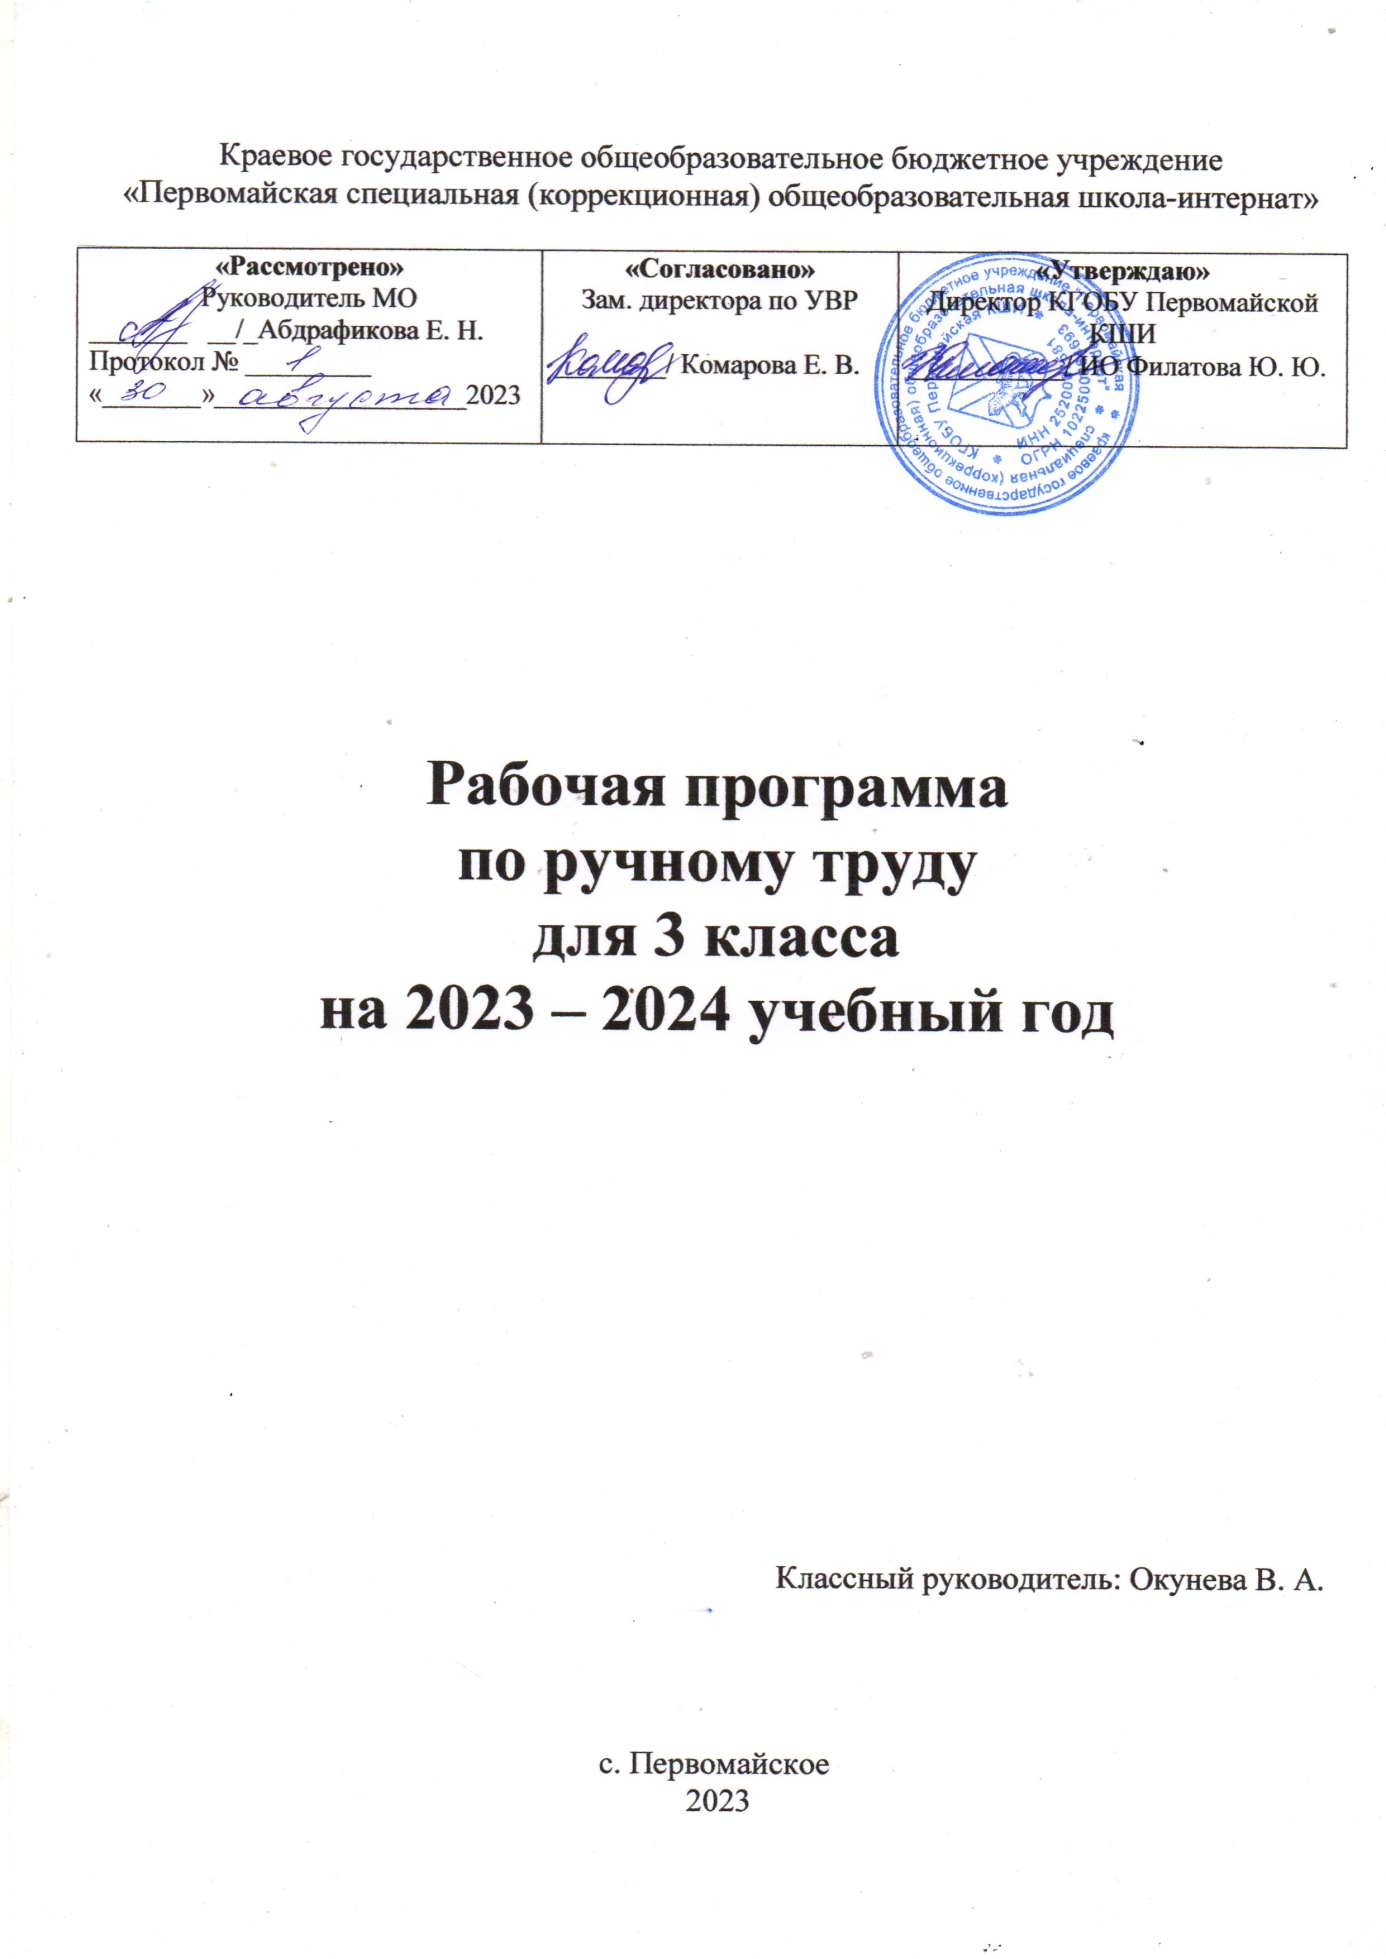 Краевое государственное общеобразовательное бюджетное учреждение
«Первомайская специальная (коррекционная) общеобразовательная школа-интернат»
«Рассмотрено»
Руководитель МО
/ Абдрафикова Е. Н.
Протокол № 1
« 30 » августа 2023
«Согласовано»
Зам. директора по УВР
/ Комарова Е. В.
«Утверждаю»
Директор КГОБУ Первомайской
КШИ
ИО Филатова Ю. Ю.
Рабочая программа
по ручному труду
для 3 класса
на 2023 – 2024 учебный год
Классный руководитель: Окунева В. А.
с. Первомайское
2023